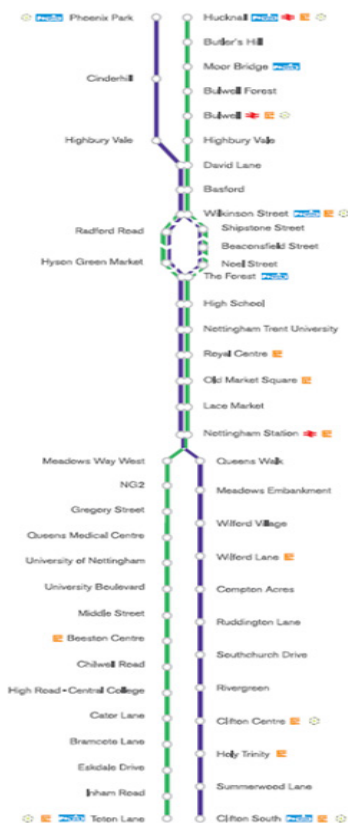 Phoenix Park
Cinderhill
Highbury Vale
Hucknall
Butler's Hill
Moor Bridge
Bulwell Forest
Bulwell
Highbury Vale
David Lane
Basford
Wilkinson Street
Radford Road
Hyson Green Market
Shipstone Street
Beaconsfield Street
Noel Street
The Forest
High School
Nottingham Trent University
Royal Centre
Old Market Square
Lace Market
Nottingham Station
Meadows Way West
NG2
Gregory Street
Queens Medical Centre
University of Nottingham
University Boulevard
Middle Street
Beeston Centre
Chilwell Road
High Road - Central College
Cator Lane
Bramcote Lane
Eskdale Drive
Inham Road
Toton Lane
Queens Walk
Meadows Embankment
Wilford Village
Wilford Lane
Compton Acres
Ruddington Lane
Southchurch Drive
Rivergreen
Clifton Centre
Holy Trinity
Summerwood Lane
Clifton South